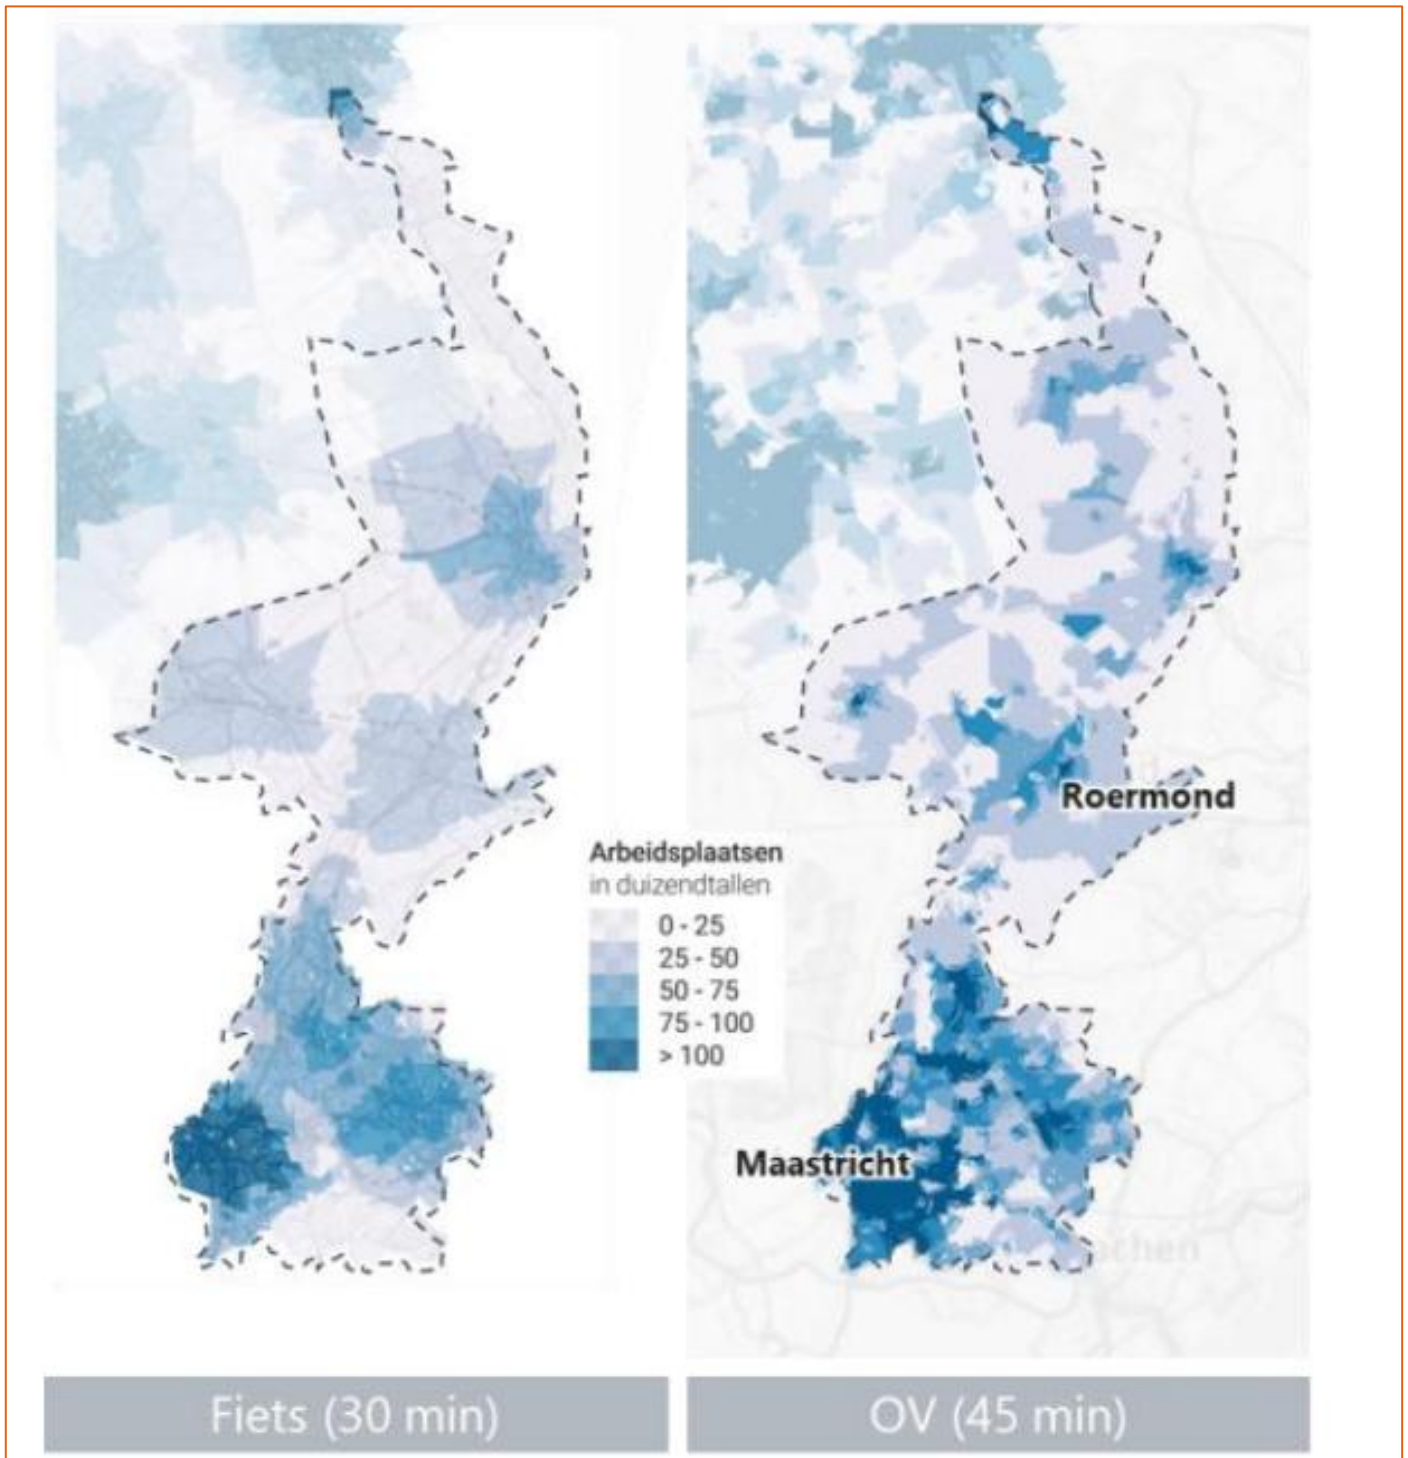 Roermond
Arbeidsplaatsen
in duizendtallen
0 - 25
25 - 50
50 - 75
75 - 100
> 100
Maastricht
achen
Fiets (30 min)
OV (45 min)